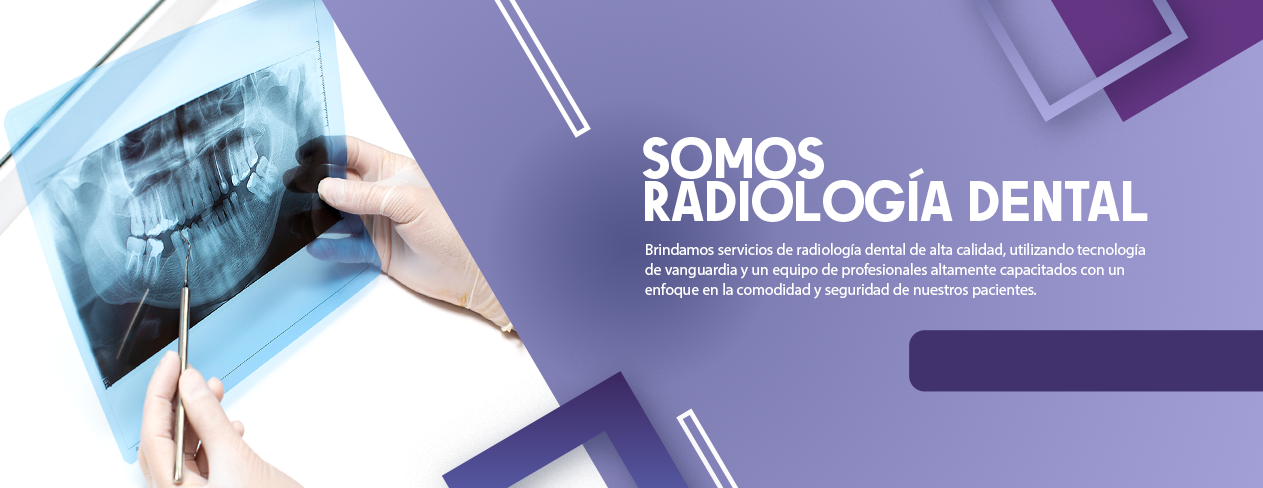 SOMOS
RADIOLOGÍA DENTAL
Brindamos servicios de radiología dental de alta calidad, utilizando tecnología
de vanguardia y un equipo de profesionales altamente capacitados con un
enfoque en la comodidad y seguridad de nuestros pacientes.